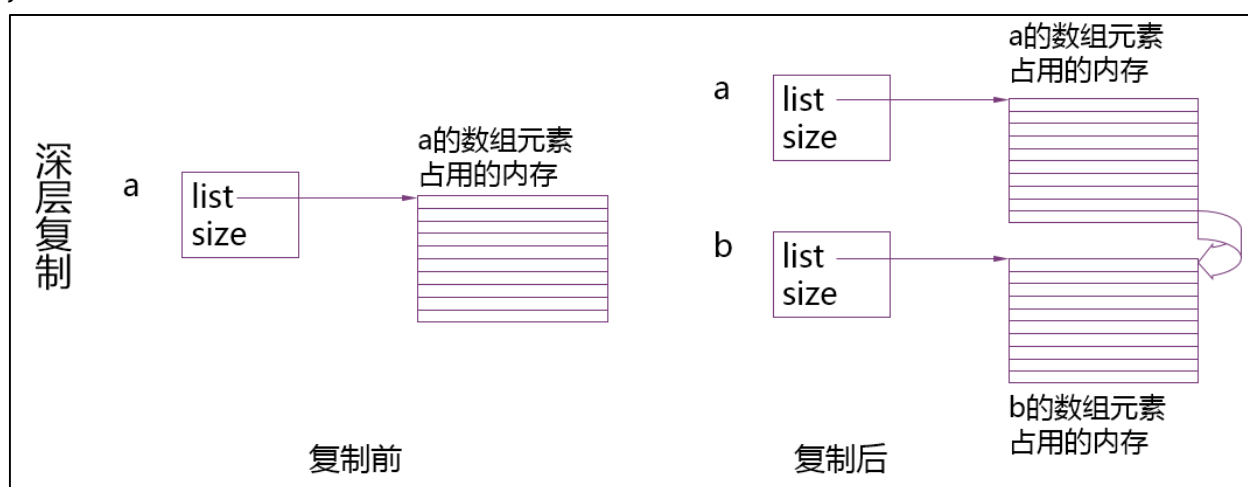 深层复制
a
list
size
a的数组元素
占用的内存
复制前
a
list
size
a的数组元素
占用的内存
b
list
size
b的数组元素
占用的内存
复制后